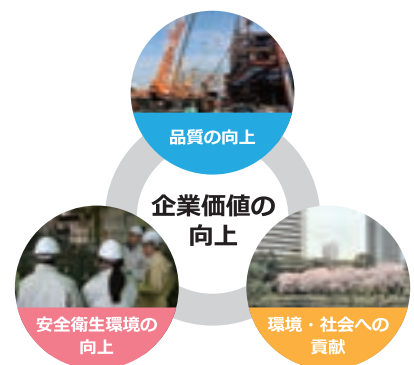 品質の向上
企業価値の
向上
安全衛生環境の
向上
環境・社会への
貢献